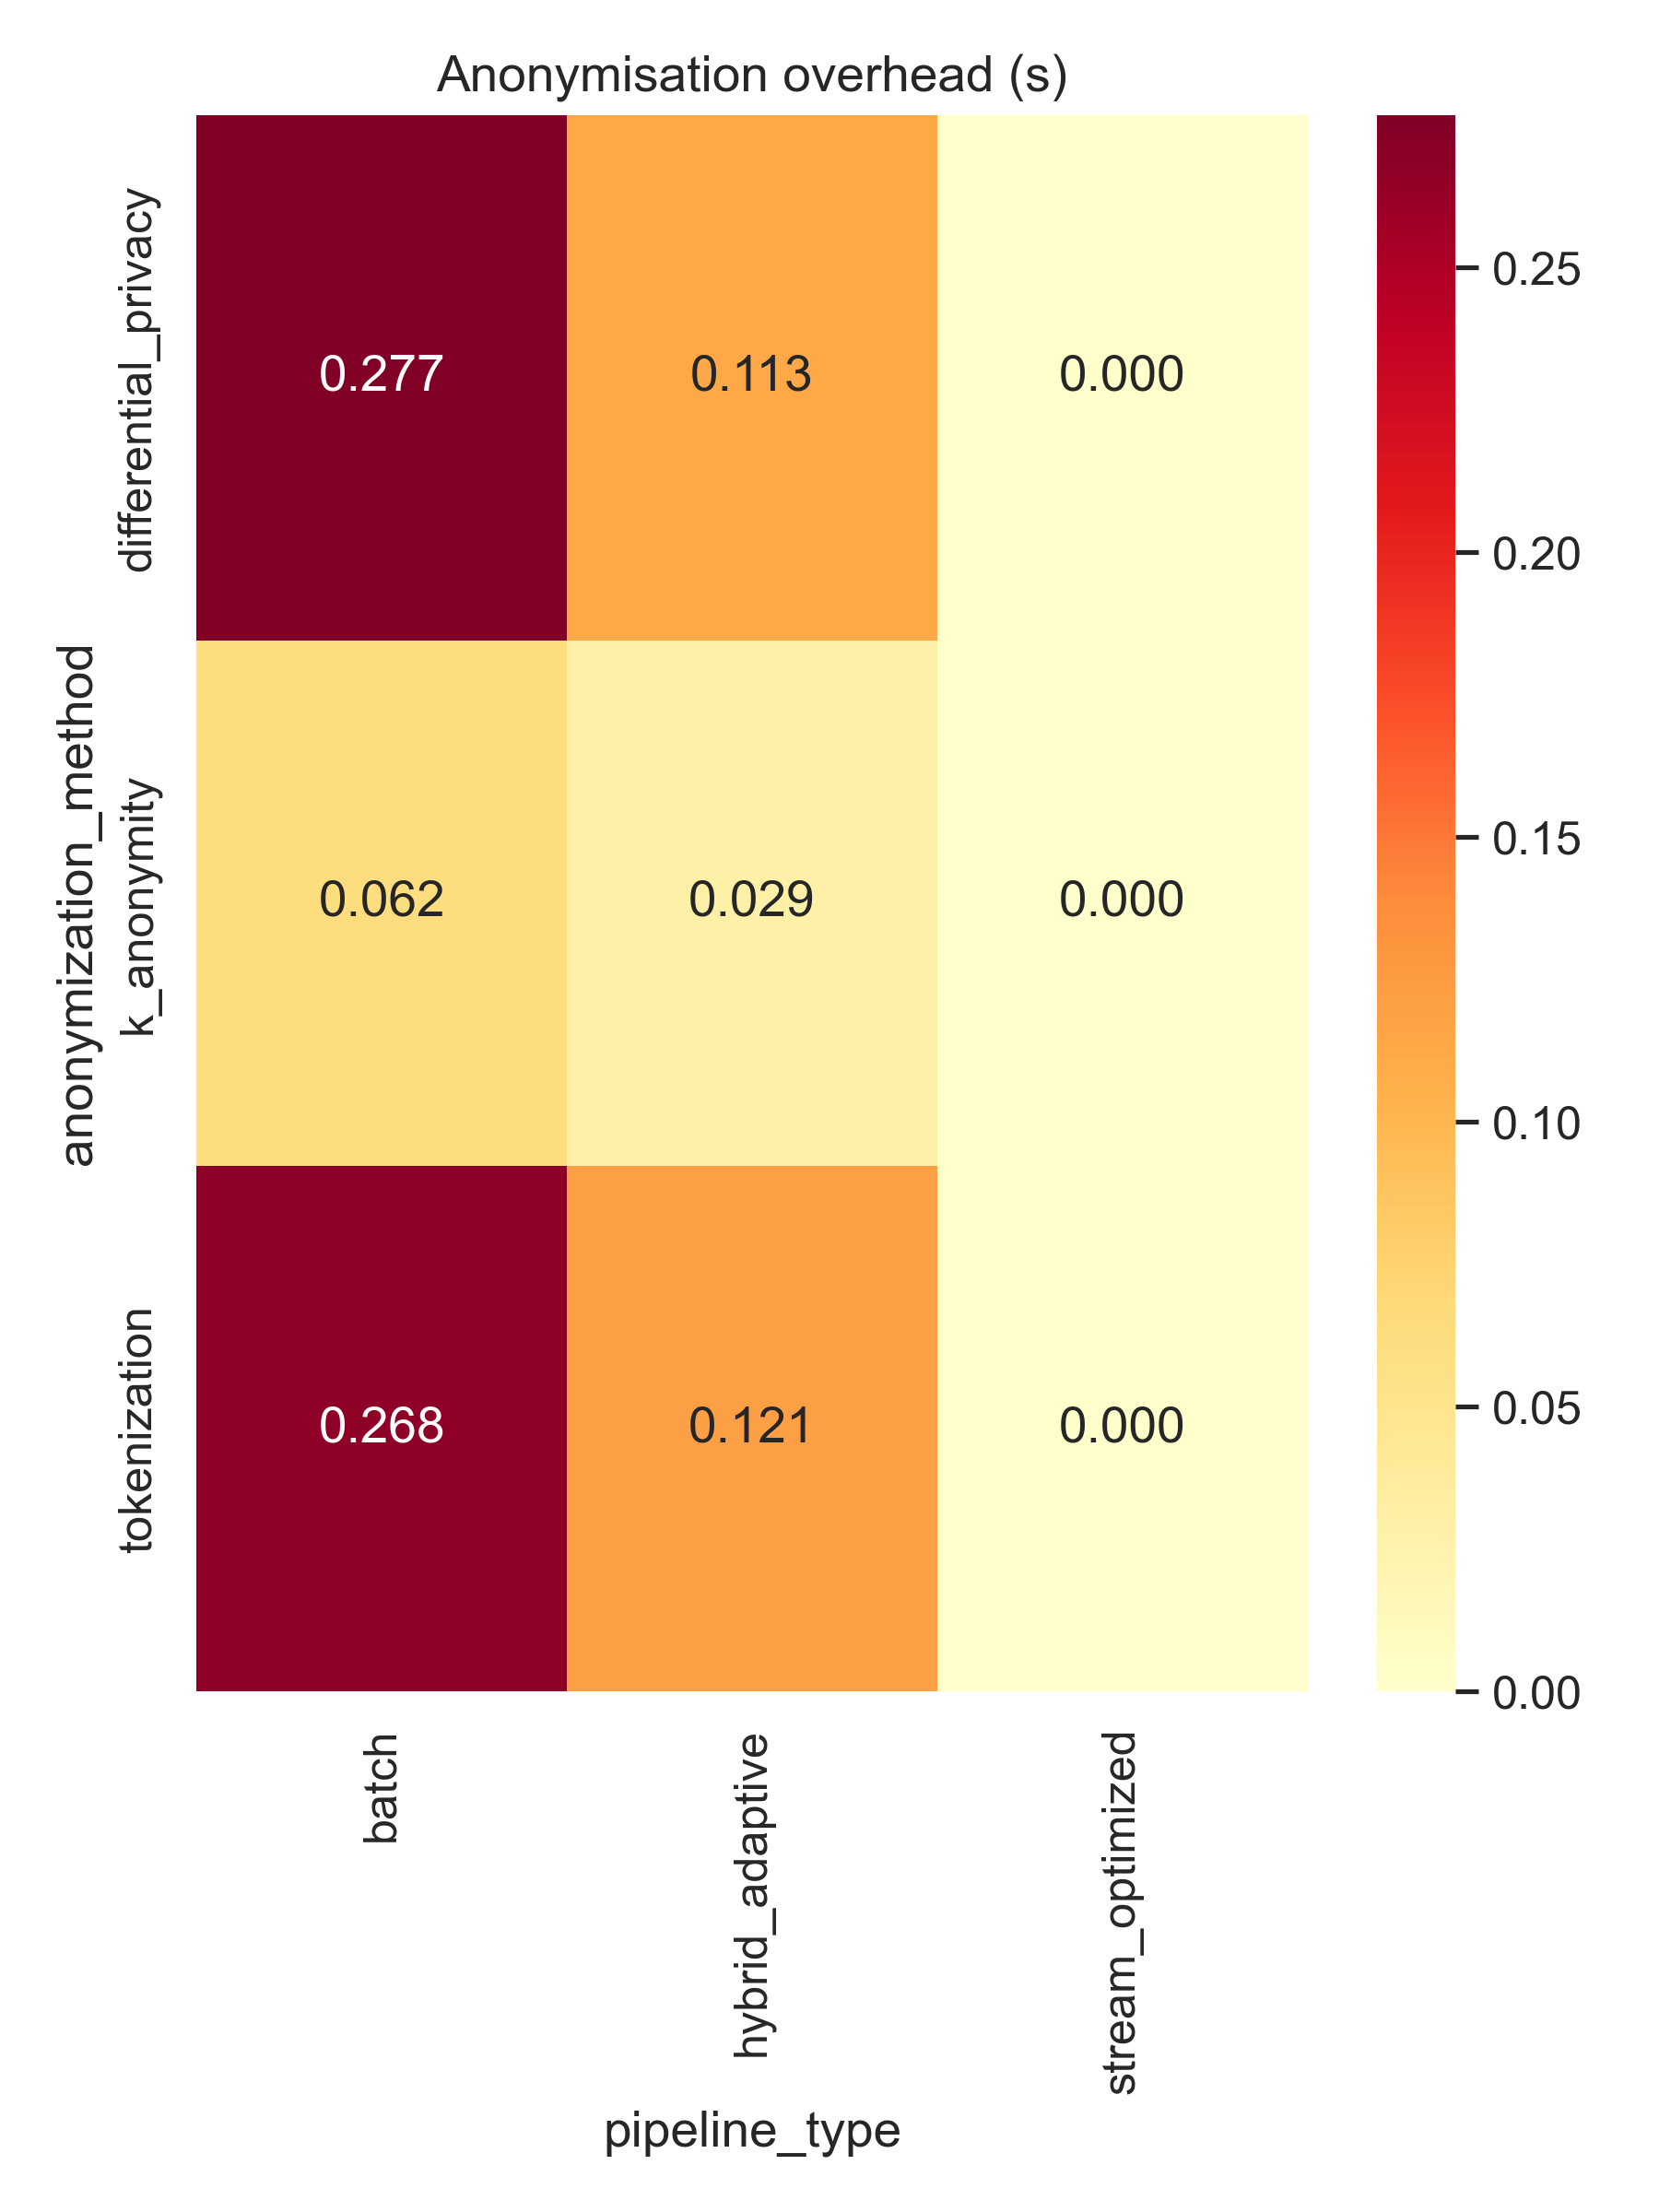 Anonymisation overhead (s)
anonymization_method
differential_privacy
0.277 0.113 0.000
k_anonymity
0.062 0.029 0.000
tokenization
0.268 0.121 0.000
batch
hybrid_adaptive
stream_optimized
pipeline_type
0.25
0.20
0.15
0.10
0.05
0.00